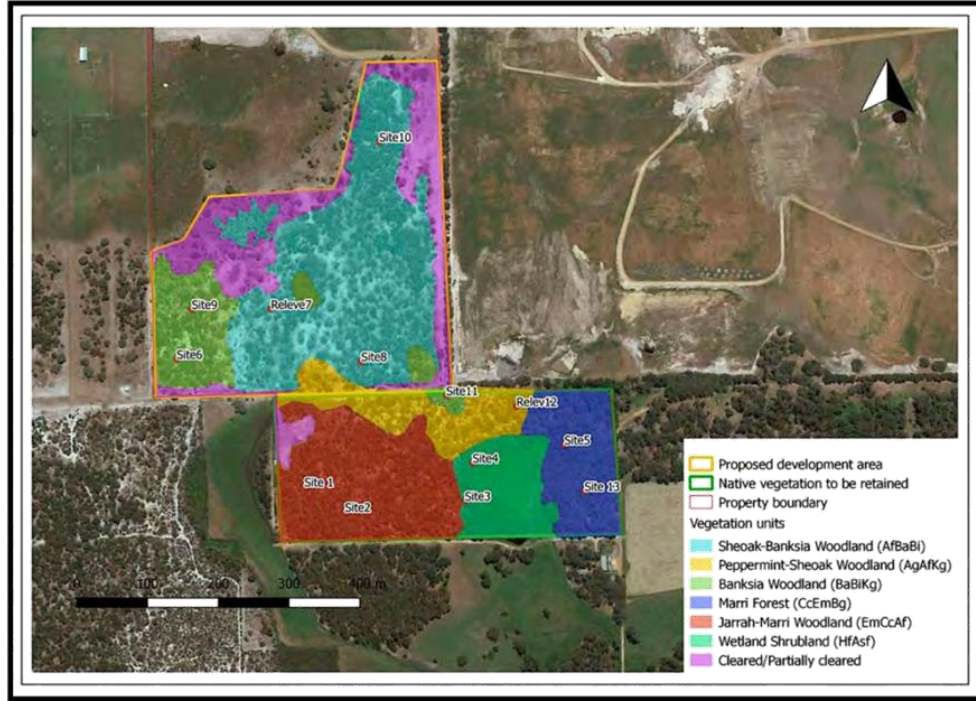 Site10
Site9
Releve7
Site6
Site8
Site11
Relev12
Site5
Site4
Site 1
Site 13
Site3
Site2
0 100 200 300 400 m
Proposed development area
Native vegetation to be retained
Property boundary
Vegetation units
Sheoak-Banksia Woodland (AfBaBi)
Peppermint-Sheoak Woodland (AgAfKg)
Banksia Woodland (BaBiKg)
Marri Forest (CcEmBg)
Jarrah-Marri Woodland (EmCcAf)
Wetland Shrubland (HfAsf)
Cleared/Partially cleared